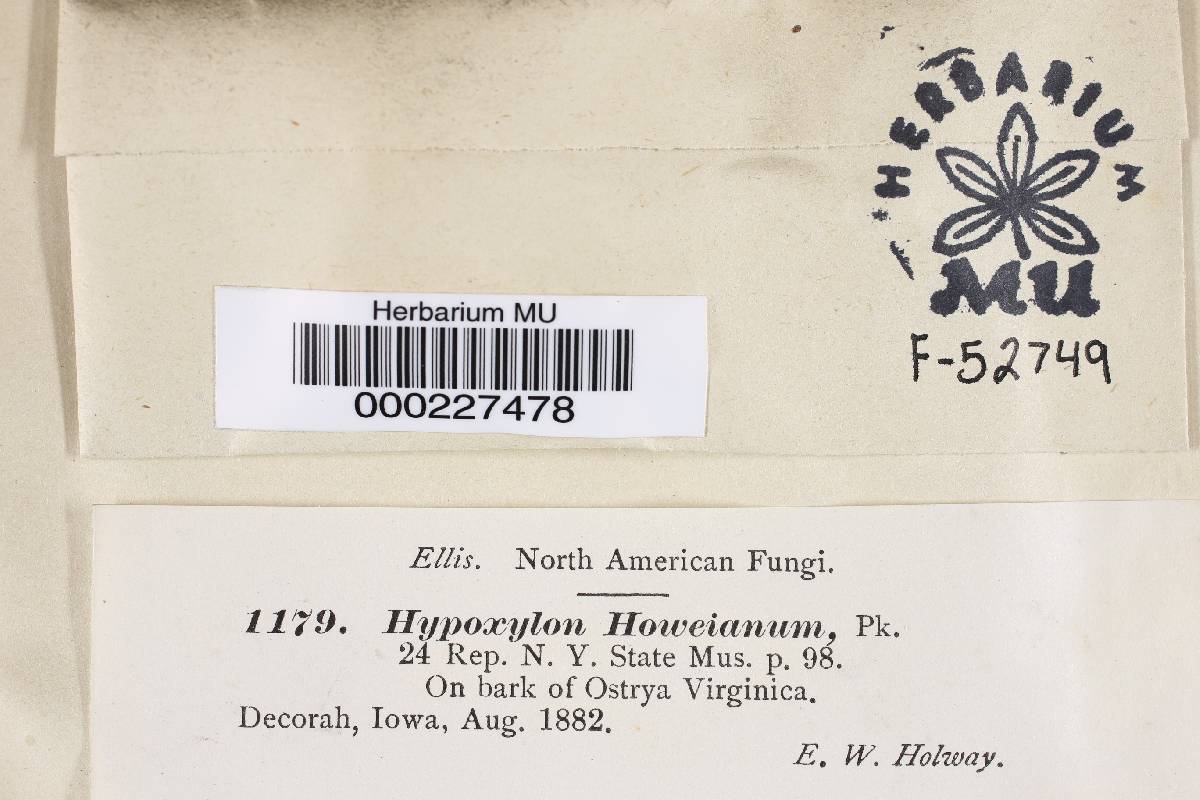 HERBARIUM
MU
F-52749
Herbarium MU
000227478
Ellis. North American Fungi.
1179. Hypoxylon Howeianum, Pk.
24 Rep. N. Y. State Mus. p. 98.
On bark of Ostrya Virginica.
Decorah, Iowa, Aug. 1882.
E. W. Holway.